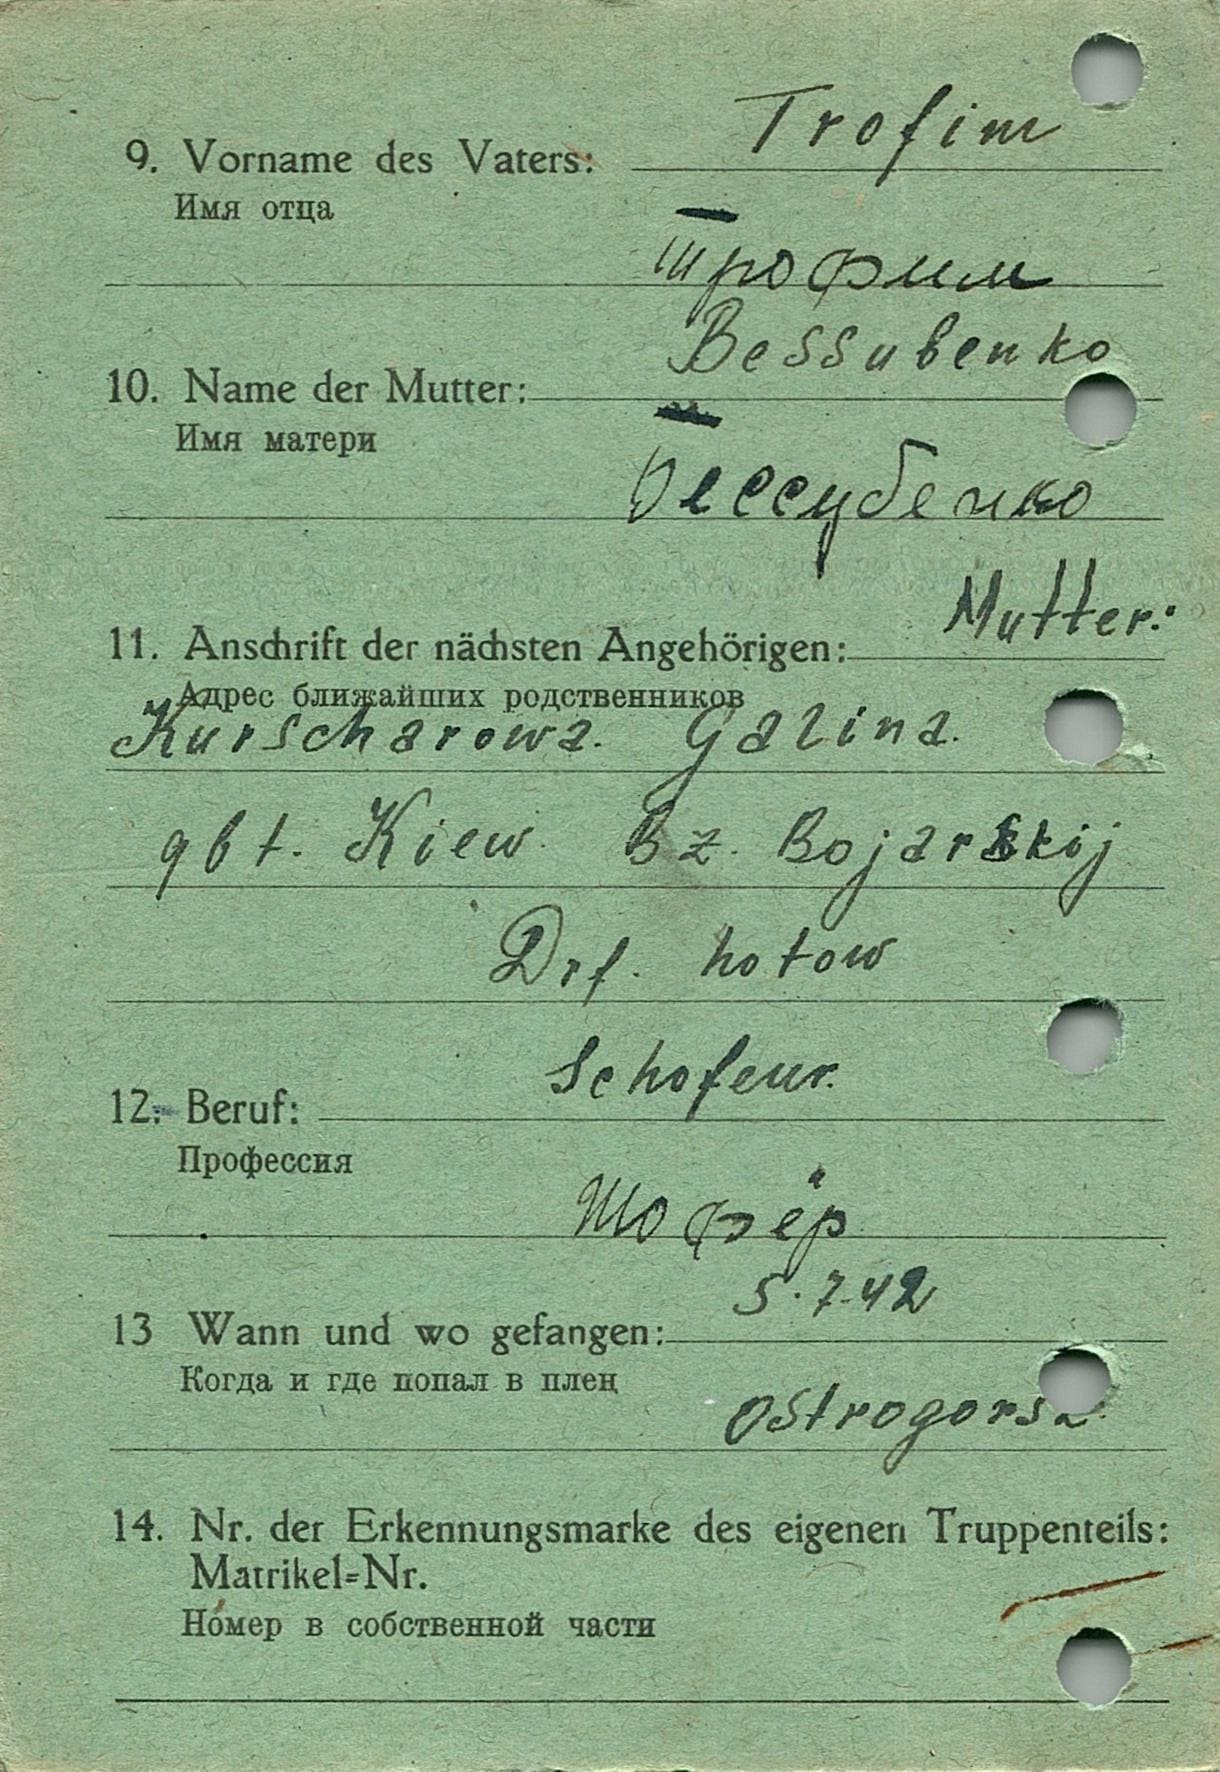 Trofim
9. Vorname des Vaters:
Имя отца
Трофим
Bessubenko
10. Name der Mutter:
Имя матери
Бессубенко
Mutter:
11. Anschrift der nächsten Angehörigen:
Адрес ближайших родственников
Kurscharowa. Galina.
gbt. Kiew. Bz. Bojarskij
Drf. hotow
Schofeur.
12. Beruf:
Профессия
Шофёр
5.7.42
13 Wann und wo gefangen:
Когда и где попал в плен
14. Nr. der Erkennungsmarke des eigenen Truppenteils:
Matrikel=Nr.
Номер в собственной части